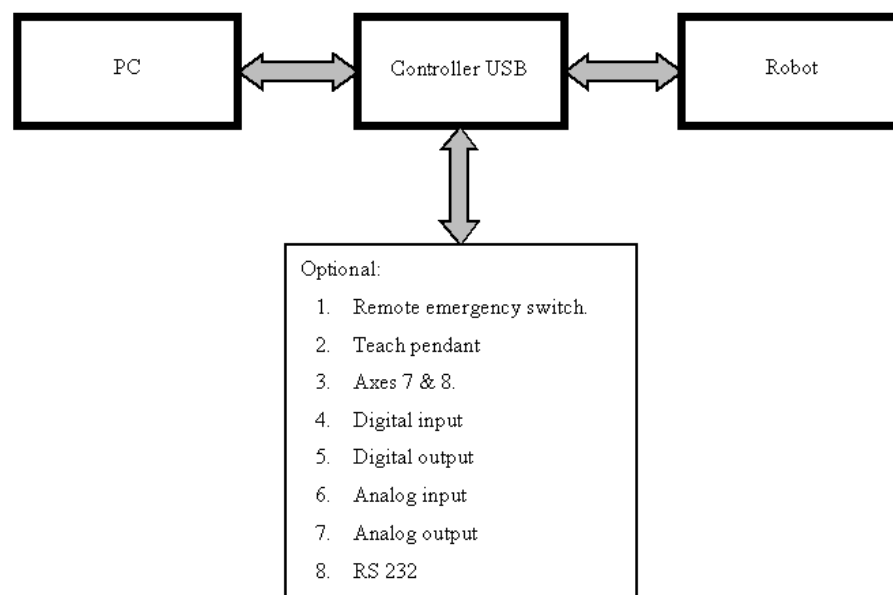 PC
Controller USB
Robot
Optional:
1. Remote emergency switch.
2. Teach pendant
3. Axes 7 & 8.
4. Digital input
5. Digital output
6. Analog input
7. Analog output
8. RS 232